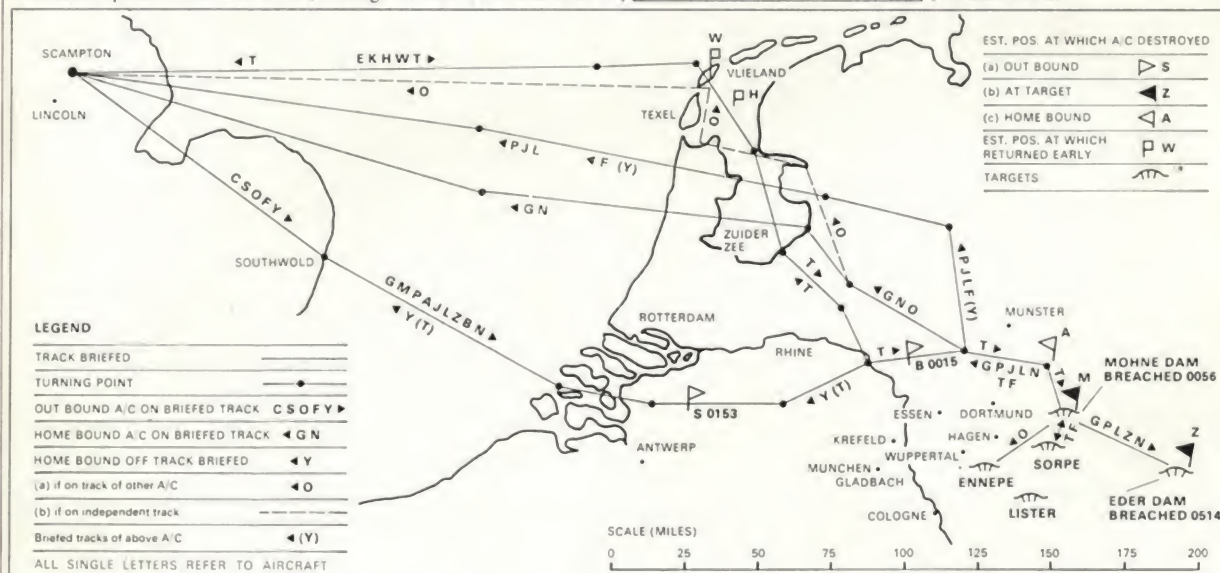 SCAMPTON
LINCOLN
◄ T
EKHWT ►
◄ O
W
VLIELAND
H
TEXEL
◄ O
◄ PJL
◄ F (Y)
◄ GN
CSOFY ►
SOUTHWOLD
ZUIDER
ZEE
◄ O
T ►
◄ T
GMPAJLZBN ►
◄ Y (T)
◄ GNO
◄ PJLF (Y)
ROTTERDAM
RHINE
MUNSTER
A
T ►
B 0015
T ►
◄ GPJLN
TF
T ►
M
MOHNE DAM
BREACHED 0056
S 0153
◄ Y (T)
ESSEN
DORTMUND
◄ O
TF
GPLZN ►
Z
ANTWERP
KREFELD
HAGEN
WUPPERTAL
SORPE
MUNCHEN
GLADBACH
ENNEPE
LISTER
EDER DAM
BREACHED 0514
COLOGNE
EST. POS. AT WHICH A/C DESTROYED
(a) OUT BOUND S
(b) AT TARGET Z
(c) HOME BOUND A
EST. POS. AT WHICH
RETURNED EARLY W
TARGETS
LEGEND
TRACK BRIEFED
TURNING POINT
OUT BOUND A/C ON BRIEFED TRACK CSOFY ►
HOME BOUND A/C ON BRIEFED TRACK ◄ GN
HOME BOUND OFF TRACK BRIEFED ◄ Y
(a) if on track of other A/C ◄ O
(b) if on independent track
Briefed tracks of above A/C ◄ (Y)
ALL SINGLE LETTERS REFER TO AIRCRAFT
SCALE (MILES)
0 25 50 75 100 125 150 175 200